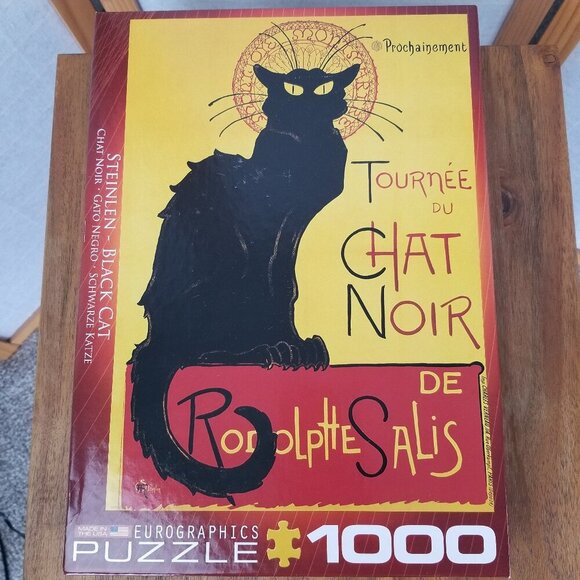 Prochainement
TOURNÉE
DU
CHAT
NOIR
DE
RODOLPHE SALIS
STEINLEN - BLACK CAT
CHAT NOIR · GATO NEGRO · SCHWARZE KATZE
MADE IN
THE USA
EUROGRAPHICS
PUZZLE 1000